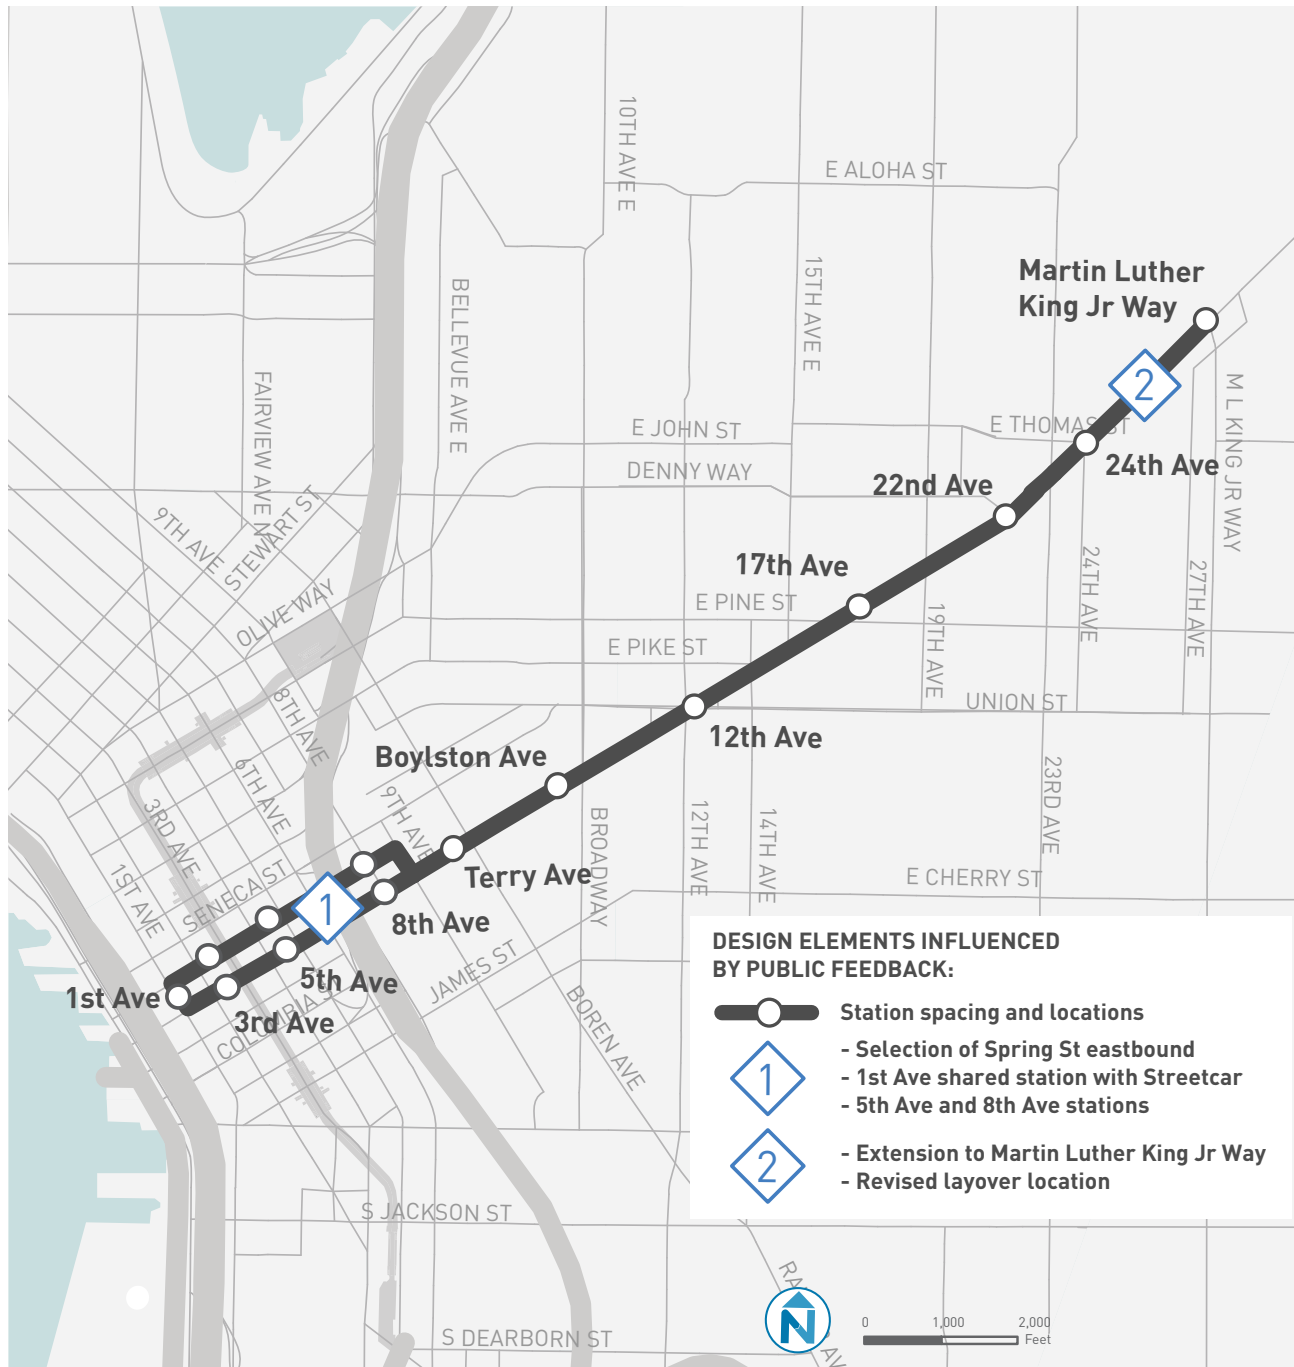 10TH AVE E
E ALOHA ST
15TH AVE E
Martin Luther
King Jr Way
BELLEVUE AVE E
FAIRVIEW AVE N
2
M L KING JR WAY
E THOMAS ST
E JOHN ST
24th Ave
DENNY WAY
22nd Ave
9TH AVE
STEWART ST
17th Ave
24TH AVE
27TH AVE
OLIVE WAY
E PINE ST
19TH AVE
E PIKE ST
UNION ST
8TH AVE
12th Ave
Boylston Ave
6TH AVE
23RD AVE
3RD AVE
9TH AVE
BROADWAY
12TH AVE
14TH AVE
1ST AVE
SENECA ST
Terry Ave
E CHERRY ST
1
8th Ave
JAMES ST
5th Ave
1st Ave
3rd Ave
COLUMBIA S
BOREN AVE
DESIGN ELEMENTS INFLUENCED
BY PUBLIC FEEDBACK:
Station spacing and locations
1
- Selection of Spring St eastbound
- 1st Ave shared station with Streetcar
- 5th Ave and 8th Ave stations
2
- Extension to Martin Luther King Jr Way
- Revised layover location
S JACKSON ST
S DEARBORN ST
N
0 1,000 2,000
Feet